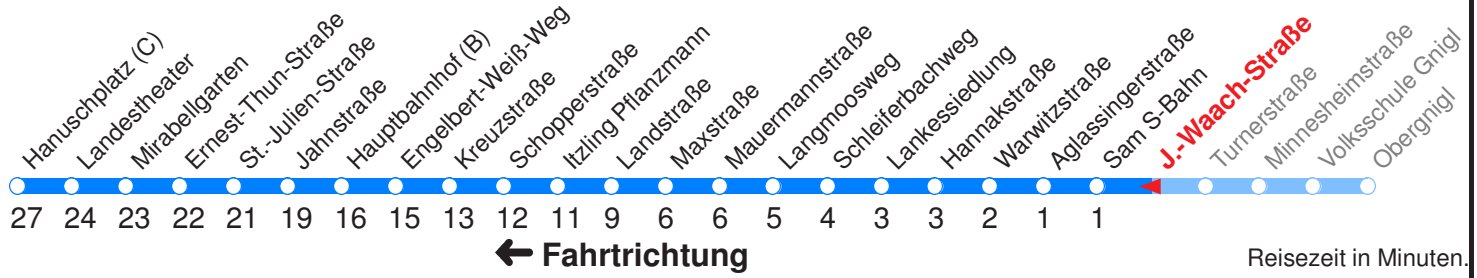 Hanuschplatz (C)
Landestheater
Mirabellgarten
Ernest-Thun-Straße
St.-Julien-Straße
Jahnstraße
Hauptbahnhof (B)
Engelbert-Weiß-Weg
Kreuzstraße
Schopperstraße
Itzling Pflanzmann
Landstraße
Maxstraße
Mauermannstraße
Langmoosweg
Schleiferbachweg
Lankessiedlung
Hannakstraße
Warwitzstraße
Aglassingerstraße
Sam S-Bahn
J.-Waach-Straße
Turnerstraße
Minnesheimstraße
Volksschule Gnigl
Obergnigl
27 24 23 22 21 19 16 15 13 12 11 9 6 6 5 4 3 3 2 1 1
← Fahrtrichtung
Reisezeit in Minuten.